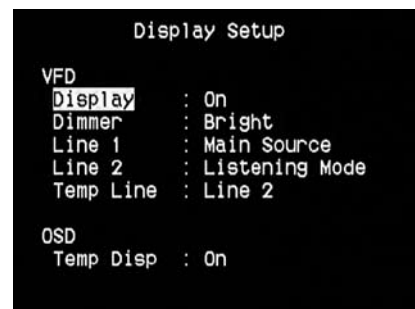 Display Setup
VFD
Display : On
Dimmer : Bright
Line 1 : Main Source
Line 2 : Listening Mode
Temp Line : Line 2
OSD
Temp Disp : On